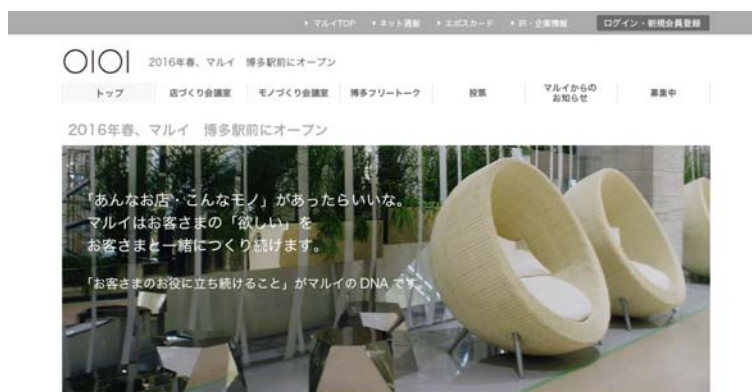 マルイTOP ネット通販 エポスカード IR・企業情報 ログイン・新規会員登録
OIOI 2016年春、マルイ 博多駅前にオープン
トップ 店づくり会議室 モノづくり会議室 博多フリートーク 投票 マルイからの
お知らせ 募集中
2016年春、マルイ 博多駅前にオープン
「あんなお店・こんなモノ」があったらいいな。
マルイはお客さまの「欲しい」を
お客さまと一緒につくり続けます。
「お客さまのお役に立ち続けること」がマルイのDNAです。